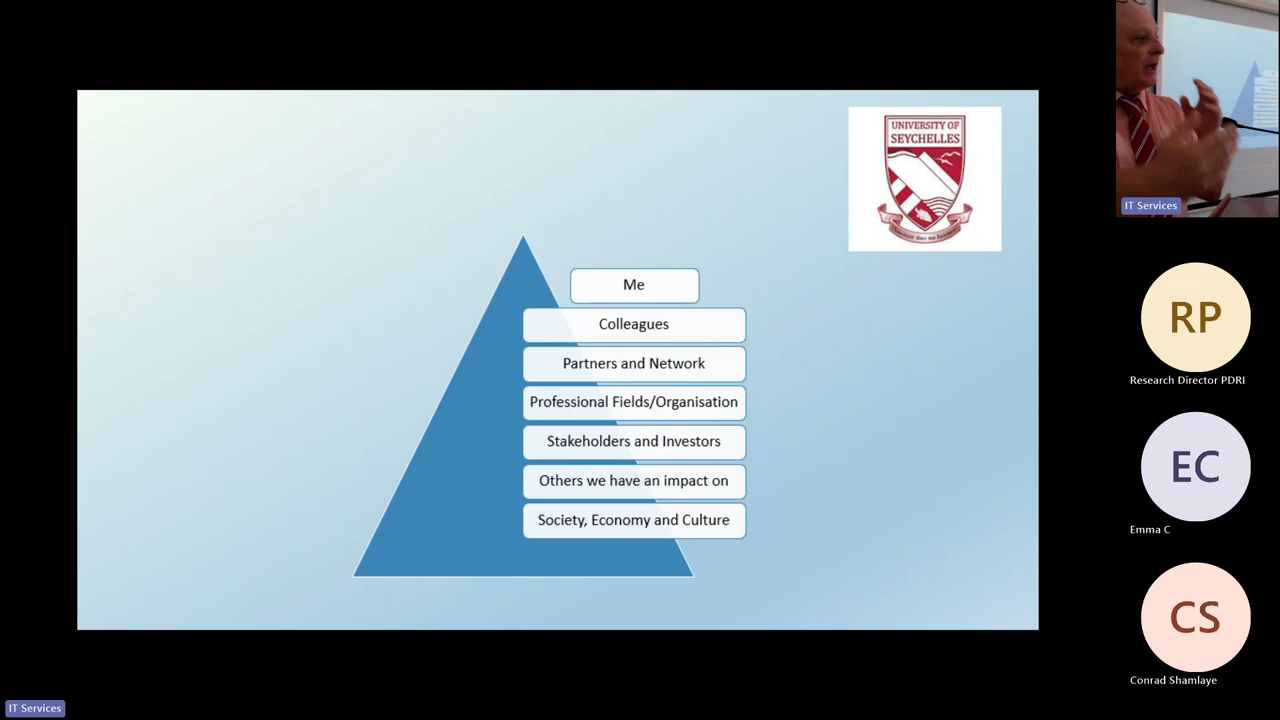 UNIVERSITY OF
SEYCHELLES
Me
Colleagues
Partners and Network
Professional Fields/Organisation
Stakeholders and Investors
Others we have an impact on
Society, Economy and Culture
IT Services
RP
Research Director PDRI
EC
Emma C
CS
Conrad Shamlaye
IT Services